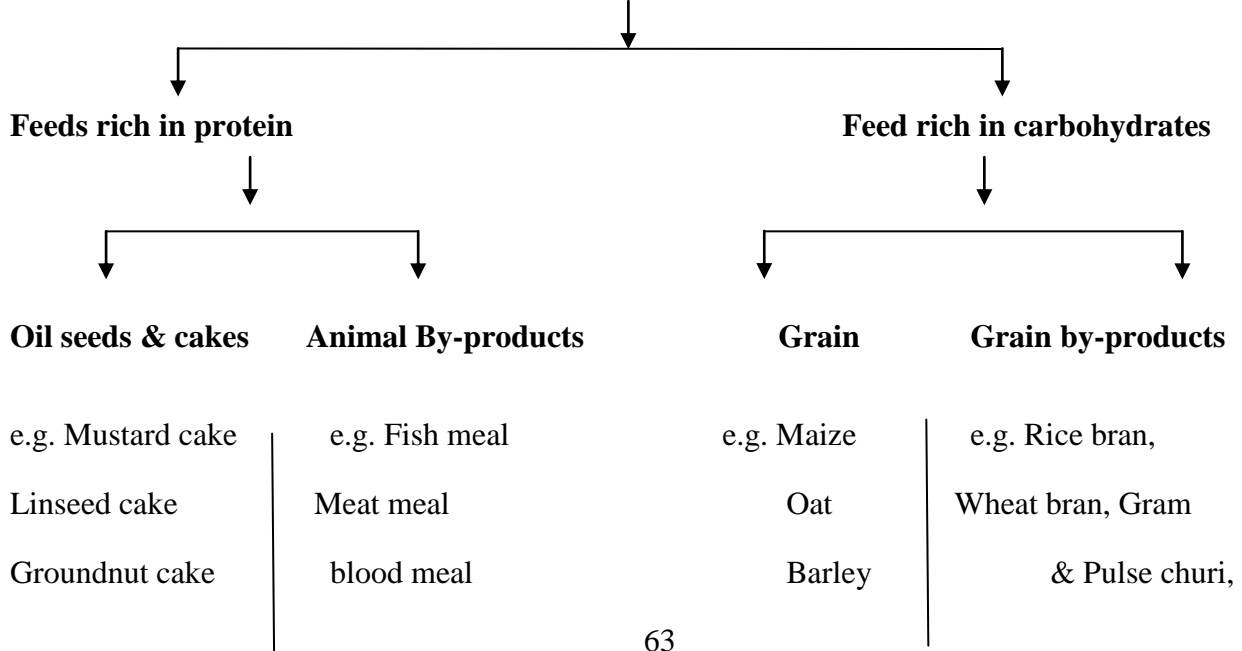 Feeds rich in protein Feed rich in carbohydrates
Oil seeds & cakes Animal By-products Grain Grain by-products
e.g. Mustard cake e.g. Fish meal e.g. Maize e.g. Rice bran,
Linseed cake Meat meal Oat Wheat bran, Gram
Groundnut cake blood meal Barley & Pulse churi,
63